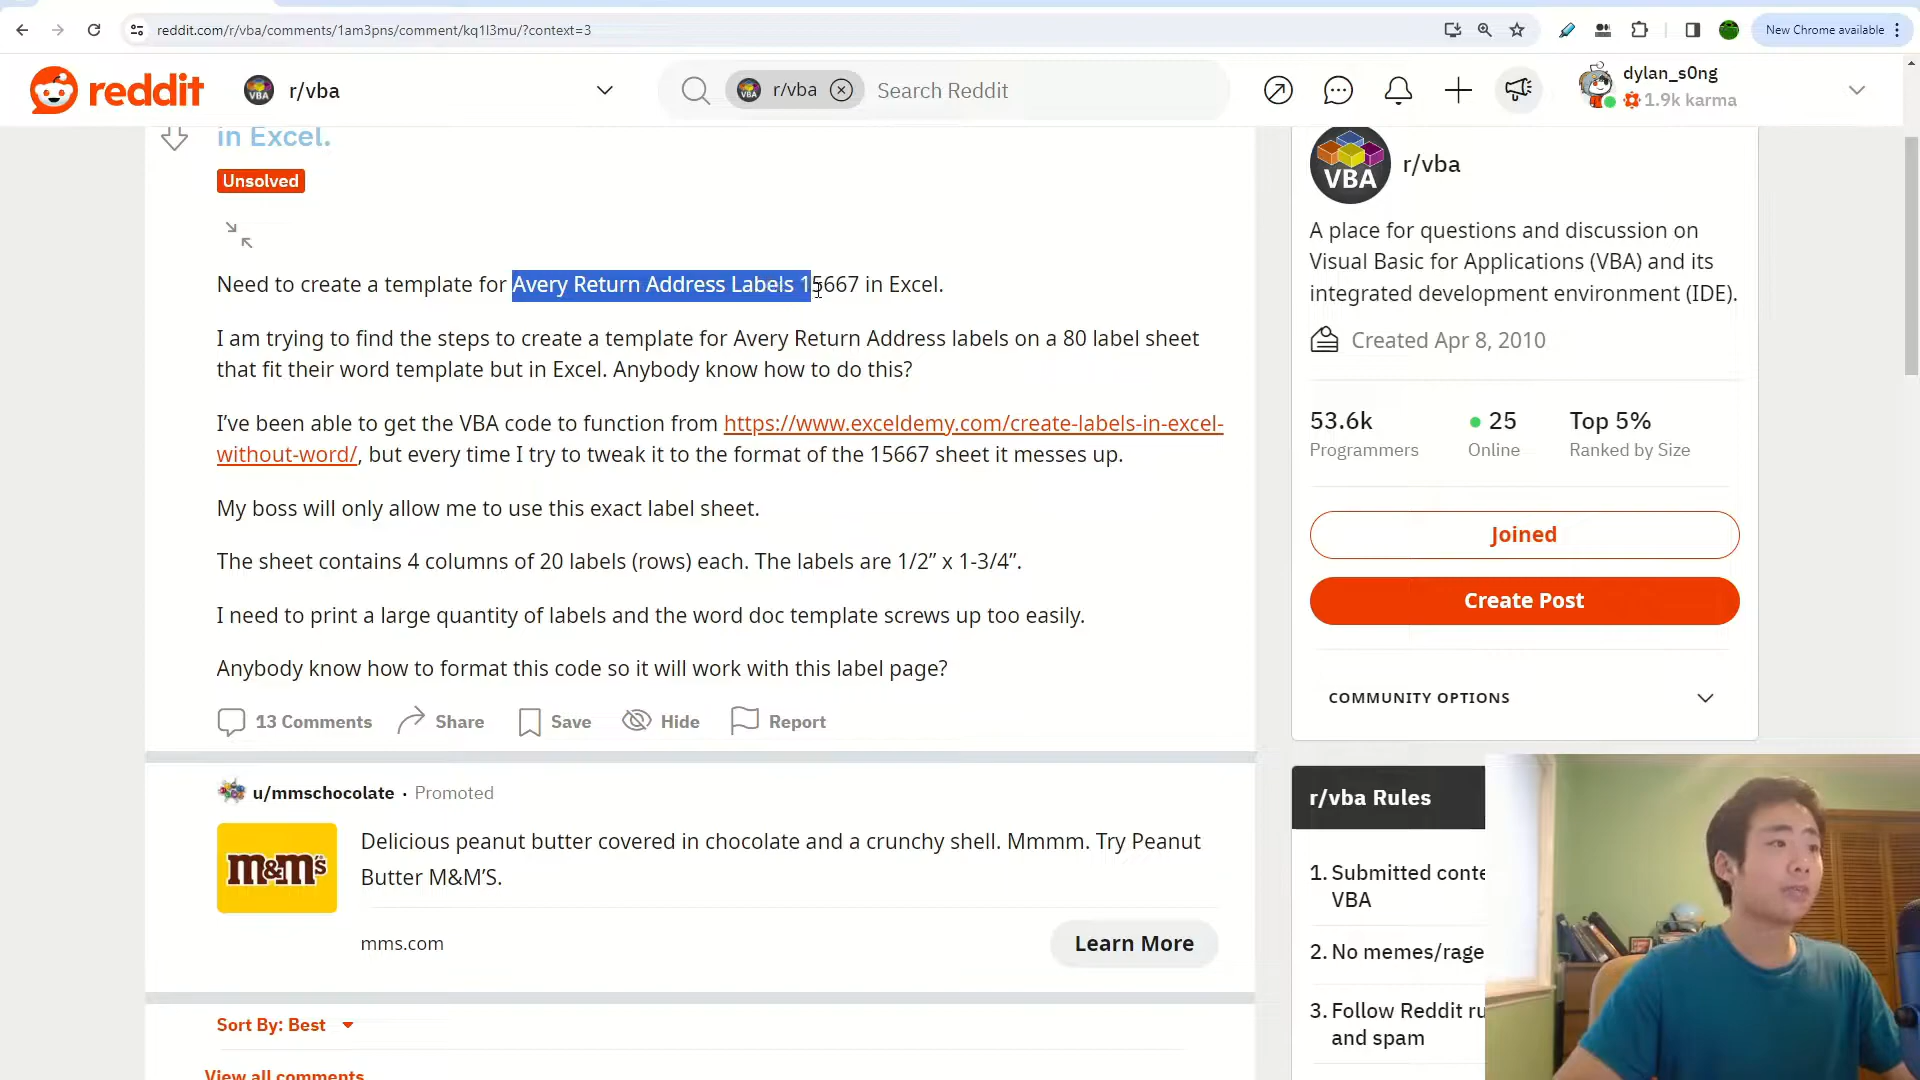 reddit.com/r/vba/comments/1am3pns/comment/kq1l3mu/?context=3
New Chrome available
reddit
r/vba
r/vba
Search Reddit
dylan_s0ng
1.9k karma
in Excel.
Unsolved
Need to create a template for Avery Return Address Labels 15667 in Excel.
I am trying to find the steps to create a template for Avery Return Address labels on a 80 label sheet
that fit their word template but in Excel. Anybody know how to do this?
I’ve been able to get the VBA code to function from https://www.exceldemy.com/create-labels-in-excel-
without-word/, but every time I try to tweak it to the format of the 15667 sheet it messes up.
My boss will only allow me to use this exact label sheet.
The sheet contains 4 columns of 20 labels (rows) each. The labels are 1/2” x 1-3/4”.
I need to print a large quantity of labels and the word doc template screws up too easily.
Anybody know how to format this code so it will work with this label page?
13 Comments
Share
Save
Hide
Report
u/mmschocolate · Promoted
m&m's
Delicious peanut butter covered in chocolate and a crunchy shell. Mmmm. Try Peanut
Butter M&M’S.
mms.com
Learn More
Sort By: Best
View all comments
VBA
r/vba
A place for questions and discussion on
Visual Basic for Applications (VBA) and its
integrated development environment (IDE).
Created Apr 8, 2010
53.6k
Programmers
25
Online
Top 5%
Ranked by Size
Joined
Create Post
COMMUNITY OPTIONS
r/vba Rules
1. Submitted conte
VBA
2. No memes/rage
3. Follow Reddit ru
and spam